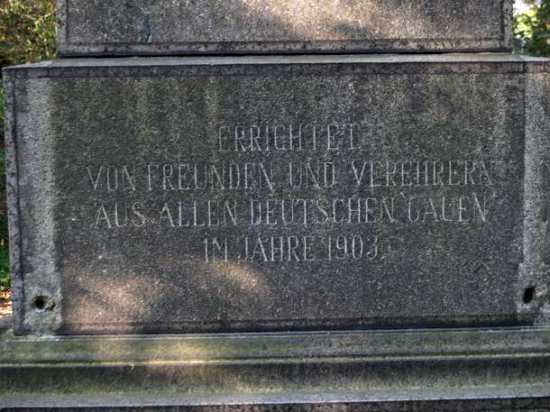 ERRICHTET
VON FREUNDEN UND VEREHRERN
AUS ALLEN DEUTSCHEN GAUEN
IM JAHRE 1903.